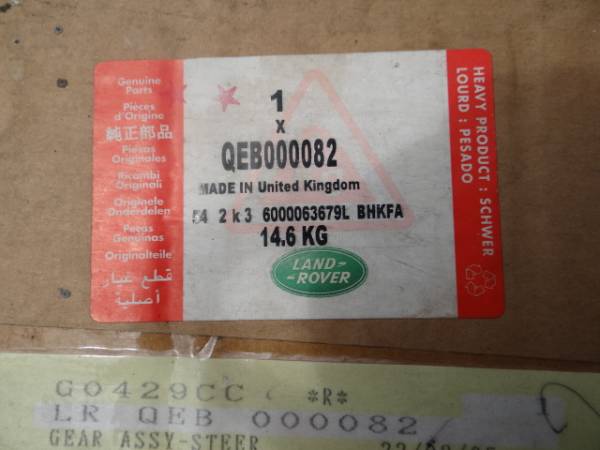 Genuine
Parts
Pièces
d'Origine
純正部品
Piezas
Originales
Ricambi
Originali
Originele
Onderdelen
Peças
Genuínas
Originalteile
قطع غيار
أصلية
1
x
QEB000082
MADE IN United Kingdom
54 2 k 3 6000063679L BHKFA
14.6 KG
LAND-
-ROVER
HEAVY PRODUCT : SCHWER
LOURD : PESADO
G0429CC *R*
LR QEB 000082
GEAR ASSY-STEER